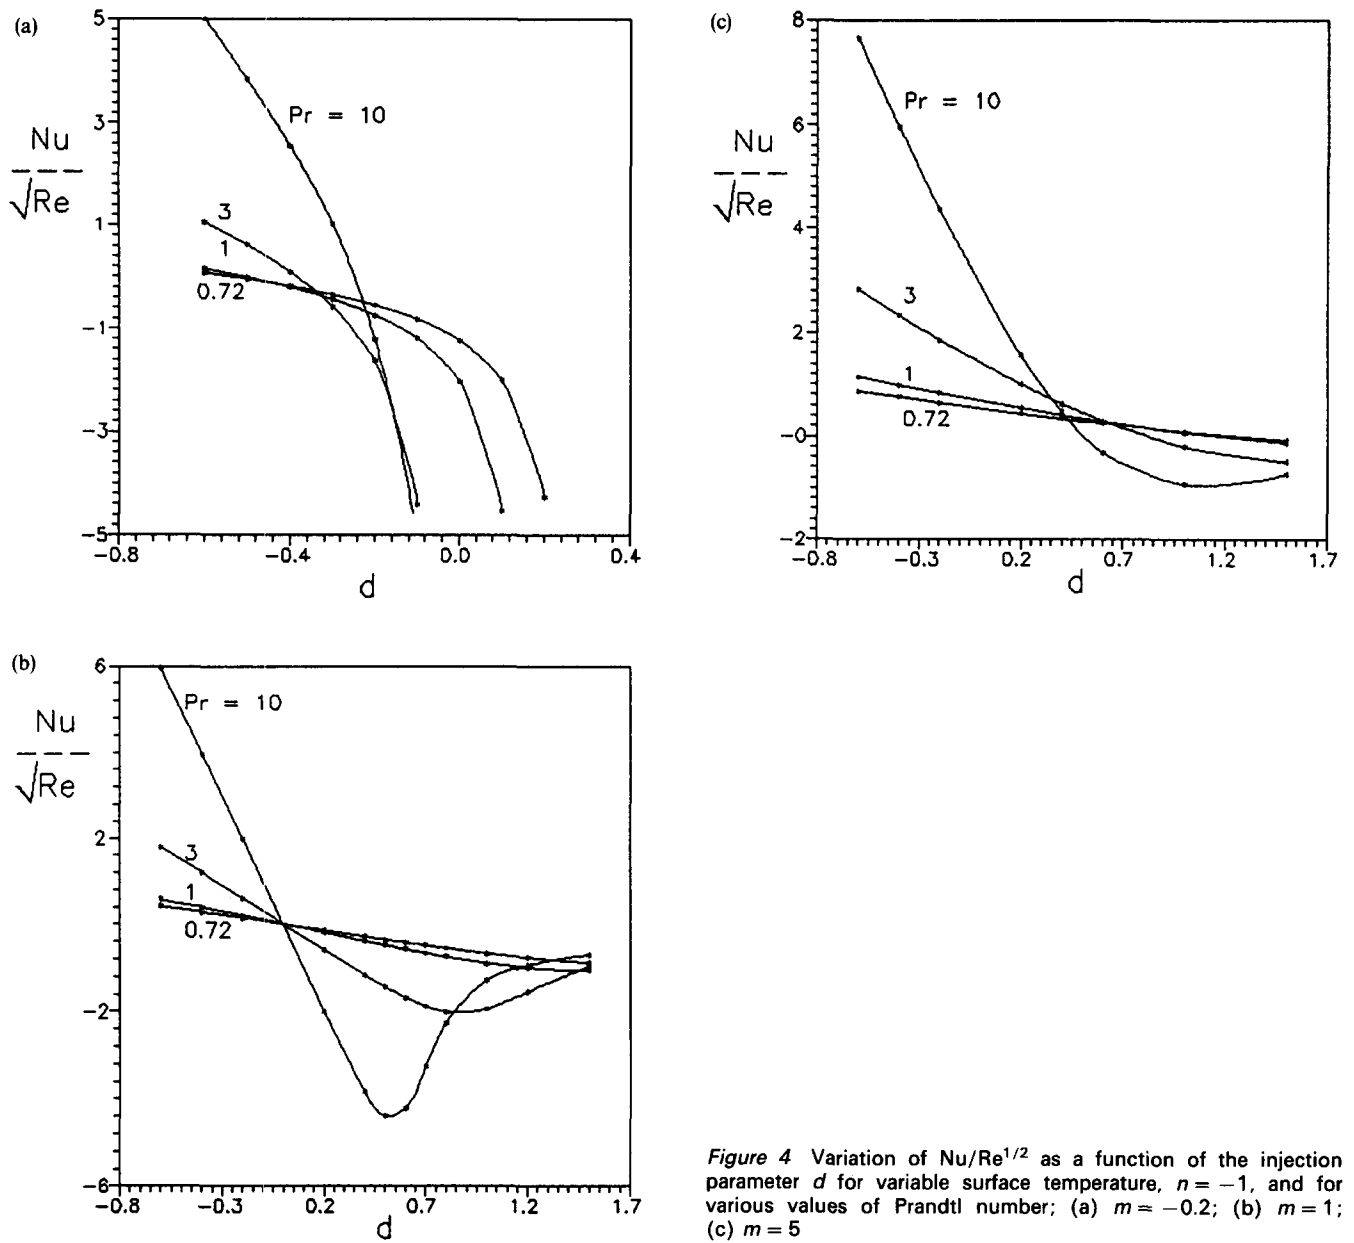 (a)
5
3
1
−1
−3
−5
Nu
√Re
Pr = 10
3
1
0.72
−0.8
−0.4
0.0
0.4
d
(c)
8
6
4
2
−0
−2
Nu
√Re
Pr = 10
3
1
0.72
−0.8
−0.3
0.2
0.7
1.2
1.7
d
(b)
6
2
−2
−6
Nu
√Re
Pr = 10
3
1
0.72
−0.8
−0.3
0.2
0.7
1.2
1.7
d
Figure 4 Variation of Nu/Re^1/2 as a function of the injection
parameter d for variable surface temperature, n = −1, and for
various values of Prandtl number; (a) m = −0.2; (b) m = 1;
(c) m = 5